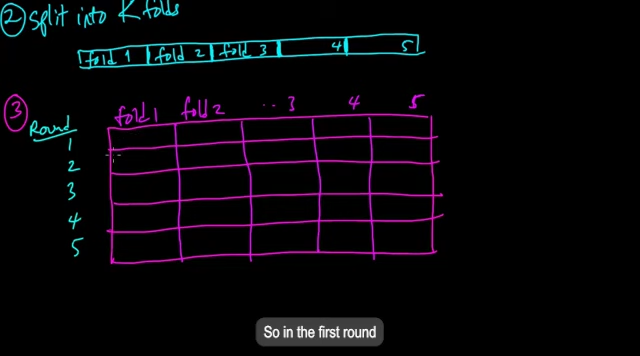 ② Split into K folds
fold 1 fold 2 fold 3 4 5
③ fold 1 fold 2 .. 3 4 5
Round
1
2
3
4
5
So in the first round